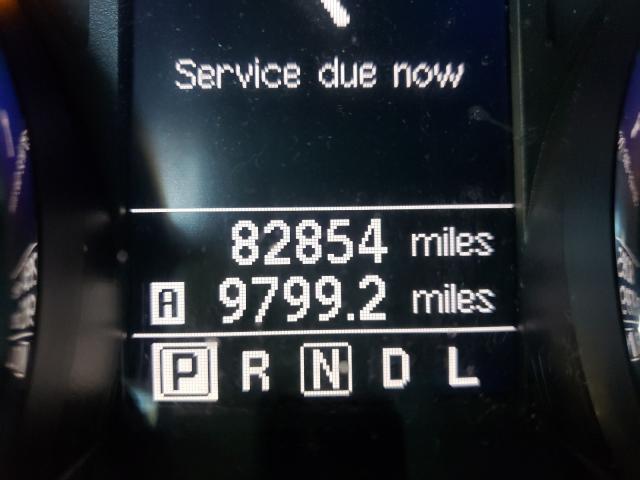 Service due now
82854 miles
A 9799.2 miles
P R N D L